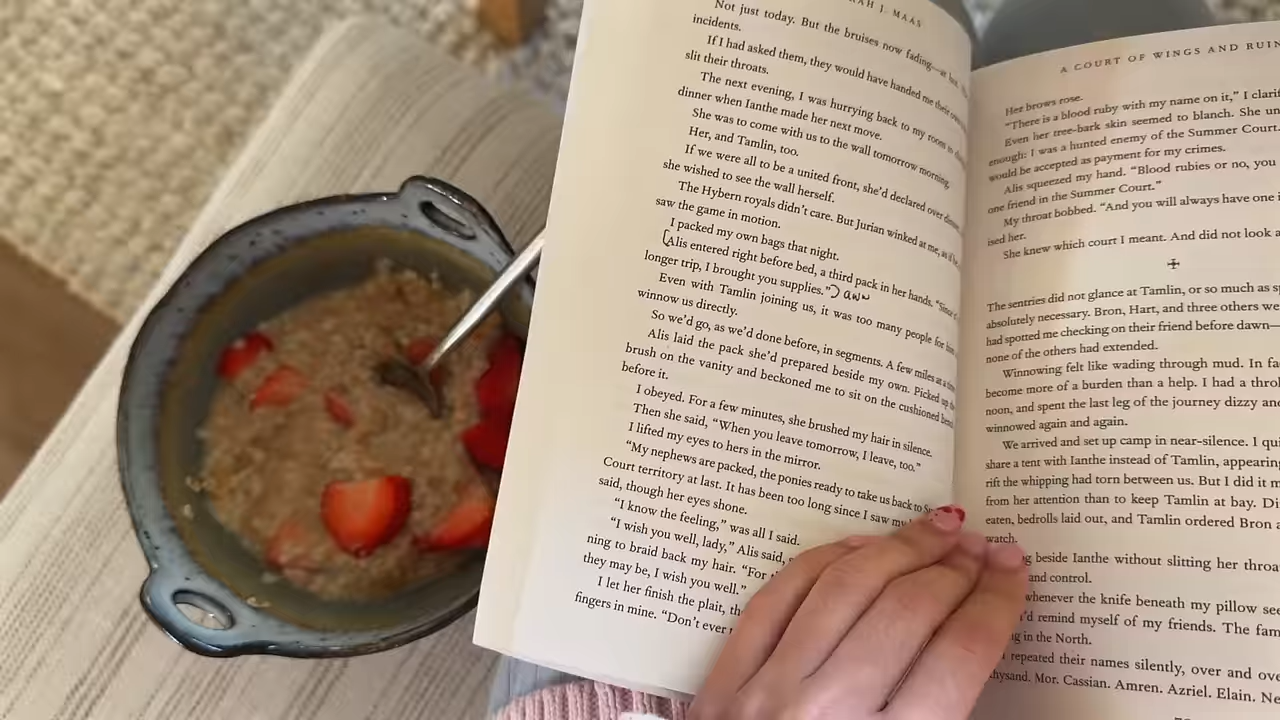 AH J. MAAS
Not just today. But the bruises now fading—at
incidents.
If I had asked them, they would have handed me their own
slit their throats.
The next evening, I was hurrying back to my room to
dinner when Ianthe made her next move.
She was to come with us to the wall tomorrow morning.
Her, and Tamlin, too.
If we were all to be a united front, she'd declared over dinner,
she wished to see the wall herself.
The Hybern royals didn't care. But Jurian winked at me, as if he
saw the game in motion.
I packed my own bags that night.
(Alis entered right before bed, a third pack in her hands. "Since
longer trip, I brought you supplies.") aww
Even with Tamlin joining us, it was too many people for him
winnow us directly.
So we'd go, as we'd done before, in segments. A few miles at a time.
Alis laid the pack she'd prepared beside my own. Picked up the
brush on the vanity and beckoned me to sit on the cushioned bench
before it.
I obeyed. For a few minutes, she brushed my hair in silence.
Then she said, "When you leave tomorrow, I leave, too."
I lifted my eyes to hers in the mirror.
"My nephews are packed, the ponies ready to take us back to
Court territory at last. It has been too long since I saw my
said, though her eyes shone.
"I know the feeling," was all I said.
"I wish you well, lady," Alis said,
ning to braid back my hair. "For
they may be, I wish you well."
I let her finish the plait,
fingers in mine. "Don't ever
A COURT OF WINGS AND RUIN
Her brows rose.
"There is a blood ruby with my name on it," I clarif
Even her tree-bark skin seemed to blanch. She un
enough: I was a hunted enemy of the Summer Court.
would be accepted as payment for my crimes.
Alis squeezed my hand. "Blood rubies or no, you
one friend in the Summer Court."
My throat bobbed. "And you will always have one i
ised her.
She knew which court I meant. And did not look a
The sentries did not glance at Tamlin, or so much as s
absolutely necessary. Bron, Hart, and three others we
had spotted me checking on their friend before dawn—
none of the others had extended.
Winnowing felt like wading through mud. In fa
become more of a burden than a help. I had a thro
noon, and spent the last leg of the journey dizzy an
winnowed again and again.
We arrived and set up camp in near-silence. I qui
share a tent with Ianthe instead of Tamlin, appearing
rift the whipping had torn between us. But I did it m
from her attention than to keep Tamlin at bay. Di
eaten, bedrolls laid out, and Tamlin ordered Bron a
watch.
g beside Ianthe without slitting her throa
and control.
whenever the knife beneath my pillow see
'd remind myself of my friends. The fam
ng in the North.
repeated their names silently, over and ove
hysand. Mor. Cassian. Amren. Azriel. Elain. Ne